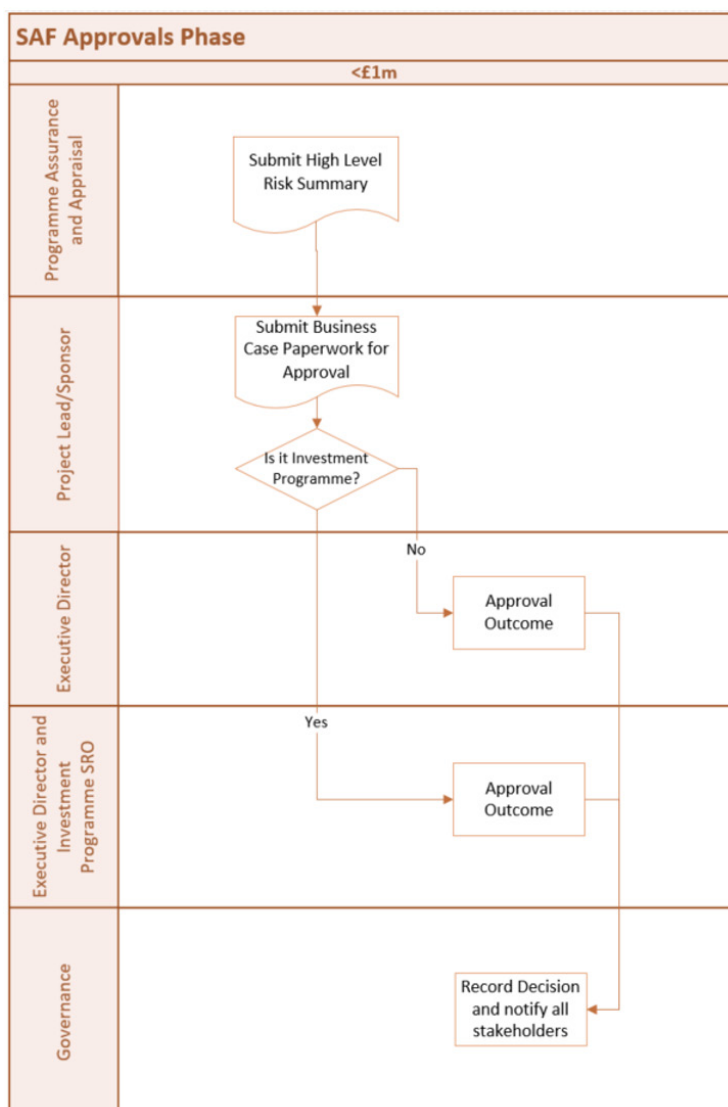 SAF Approvals Phase
<£1m
Programme Assurance
and Appraisal
Submit High Level
Risk Summary
Project Lead/Sponsor
Submit Business
Case Paperwork for
Approval
Is it Investment
Programme?
Executive Director
No
Approval
Outcome
Executive Director and
Investment
Programme SRO
Yes
Approval
Outcome
Governance
Record Decision
and notify all
stakeholders